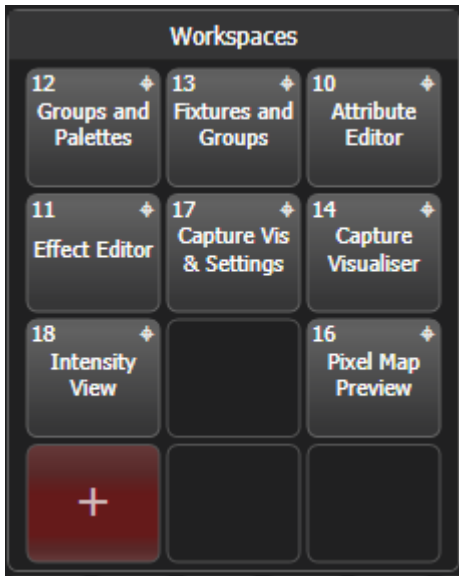 Workspaces
12
Groups and
Palettes
13
Fixtures and
Groups
10
Attribute
Editor
11
Effect Editor
17
Capture Vis
& Settings
14
Capture
Visualiser
18
Intensity
View
16
Pixel Map
Preview
+